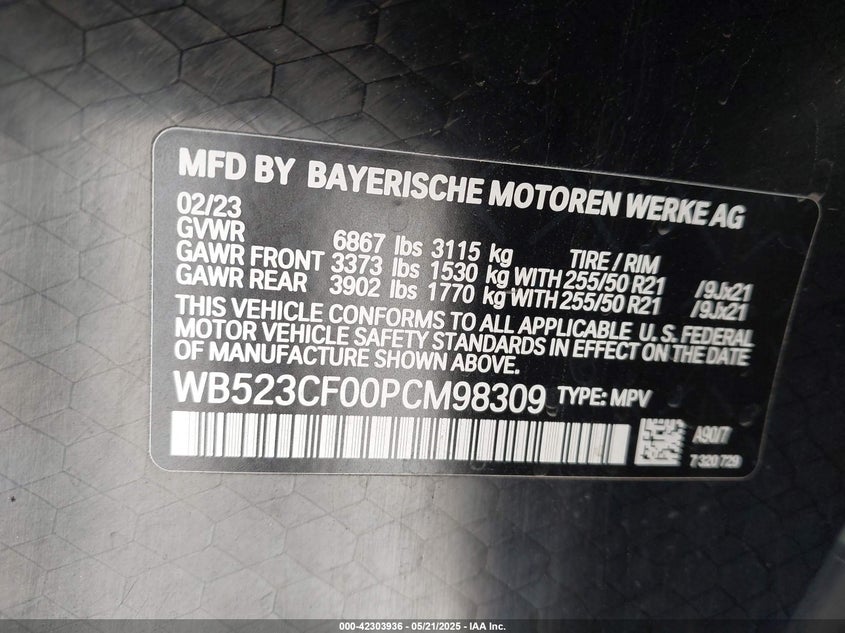 MFD BY BAYERISCHE MOTOREN WERKE AG
02/23
GVWR 6867 lbs 3115 kg TIRE / RIM
GAWR FRONT 3373 lbs 1530 kg WITH 255/50 R21 /9Jx21
GAWR REAR 3902 lbs 1770 kg WITH 255/50 R21 /9Jx21
THIS VEHICLE CONFORMS TO ALL APPLICABLE U.S. FEDERAL
MOTOR VEHICLE SAFETY STANDARDS IN EFFECT ON THE DATE
OF MANUFACTURE SHOWN ABOVE.
WB523CF00PCM98309 TYPE: MPV
A90/7
7 320 729
000-42303936 - 05/21/2025 - IAA Inc.